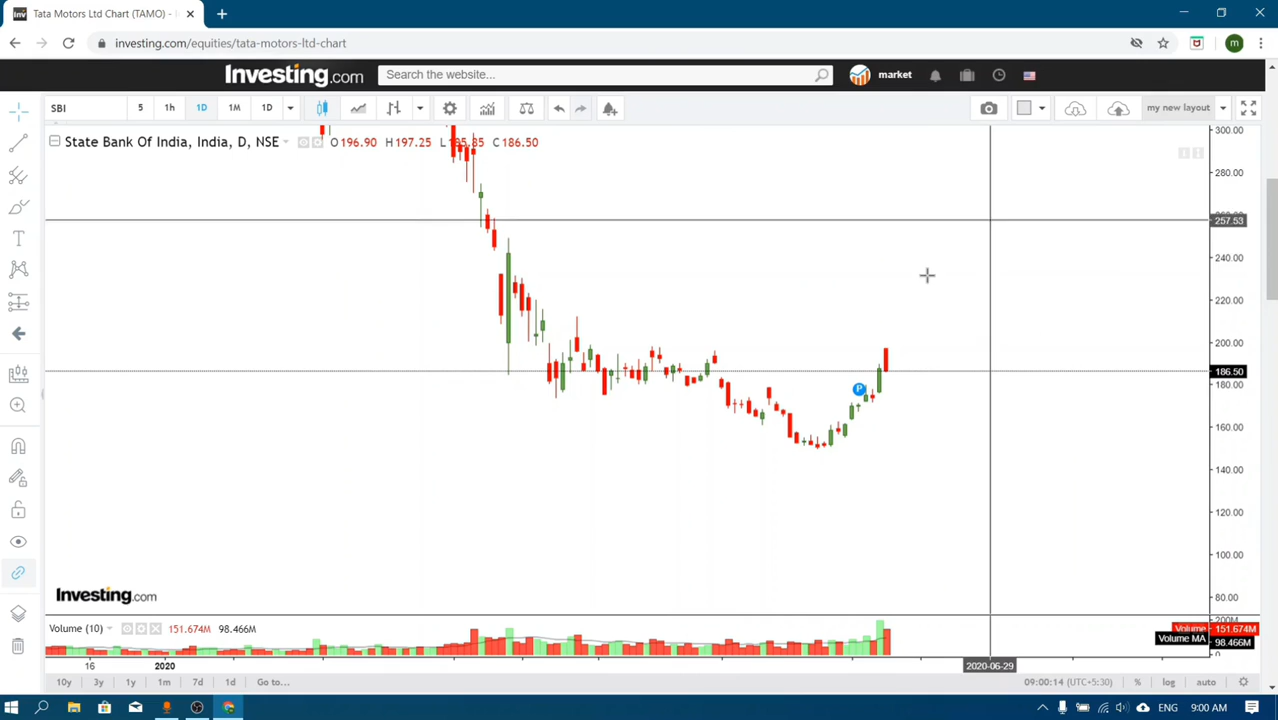 Tata Motors Ltd Chart (TAMO) -
investing.com/equities/tata-motors-ltd-chart
m
Investing.com
Search the website...
market
SBI
5
1h
1D
1M
1D
my new layout
State Bank Of India, India, D, NSE
O 196.90 H 197.25 L 185.85 C 186.50
300.00
280.00
257.53
240.00
220.00
200.00
186.50
180.00
160.00
140.00
120.00
100.00
80.00
P
Investing.com
Volume (10)
151.674M 98.466M
200M
Volume 151.674M
Volume MA 98.466M
0
16
2020
2020-06-29
10y
3y
1y
1m
7d
1d
Go to...
09:00:14 (UTC+5:30)
%
log
auto
ENG
9:00 AM